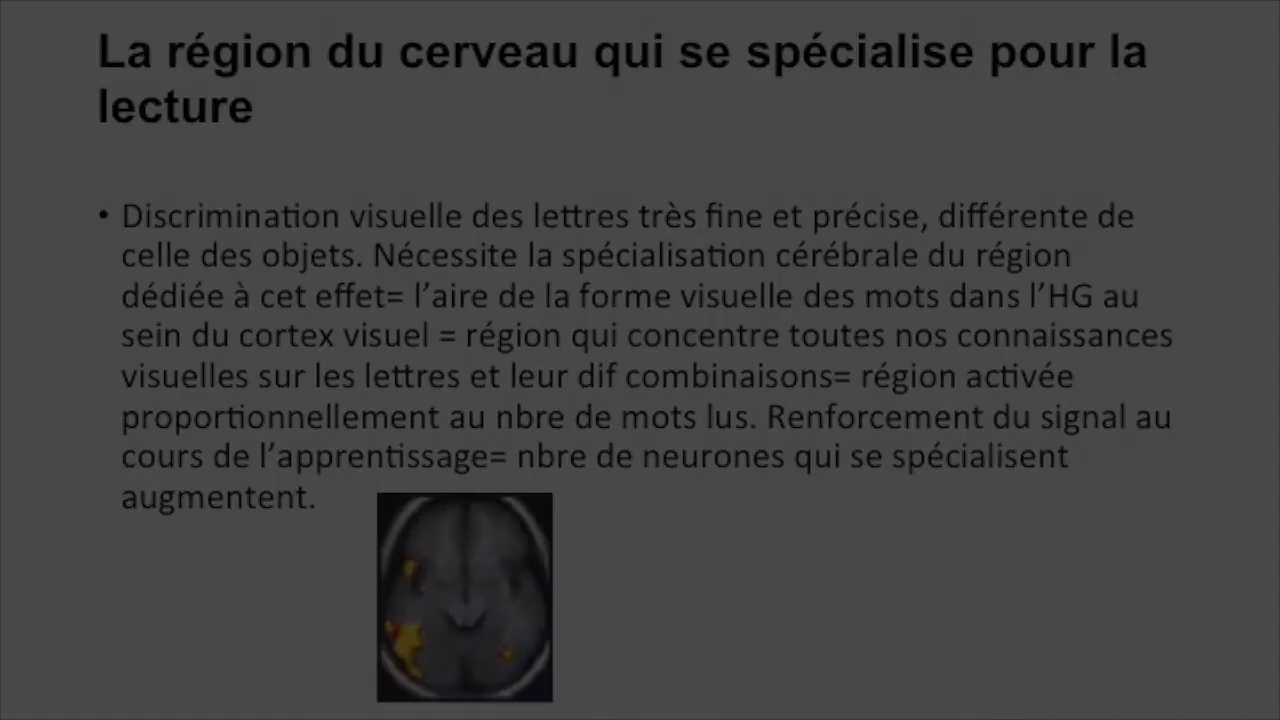 La région du cerveau qui se spécialise pour la
lecture
• Discrimination visuelle des lettres très fine et précise, différente de
celle des objets. Nécessite la spécialisation cérébrale du région
dédiée à cet effet= l’aire de la forme visuelle des mots dans l’HG au
sein du cortex visuel = région qui concentre toutes nos connaissances
visuelles sur les lettres et leur dif combinaisons= région activée
proportionnellement au nbre de mots lus. Renforcement du signal au
cours de l’apprentissage= nbre de neurones qui se spécialisent
augmentent.